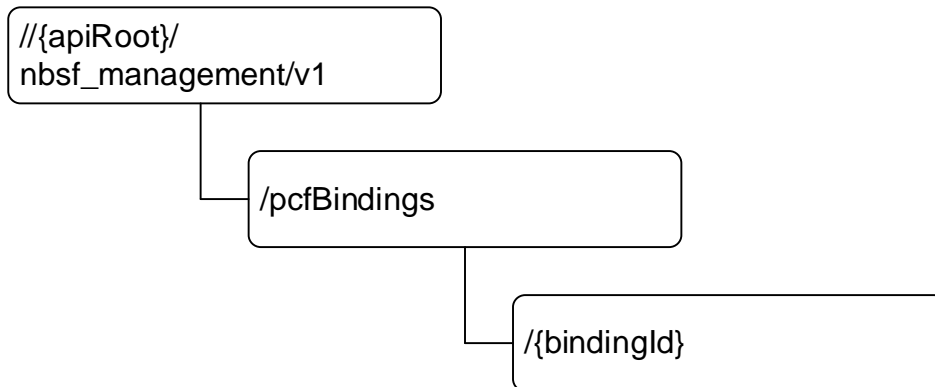 //{apiRoot}/
nbsf_management/v1
/pcfBindings
/{bindingId}